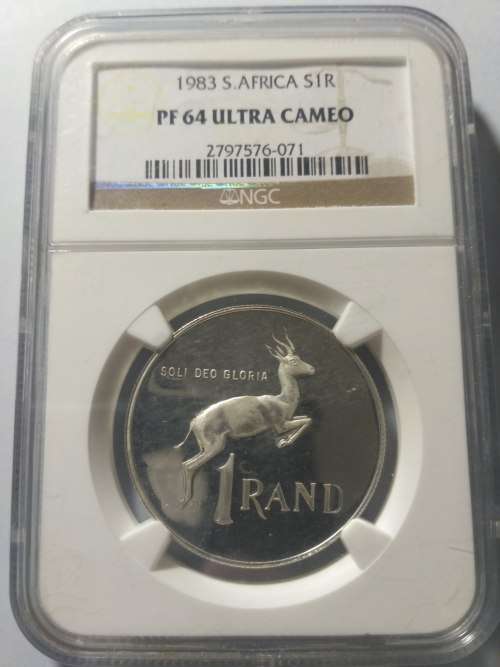 1983 S.AFRICA S1R
PF 64 ULTRA CAMEO
2797576-071
NGC
SOLI DEO GLORIA
1 RAND